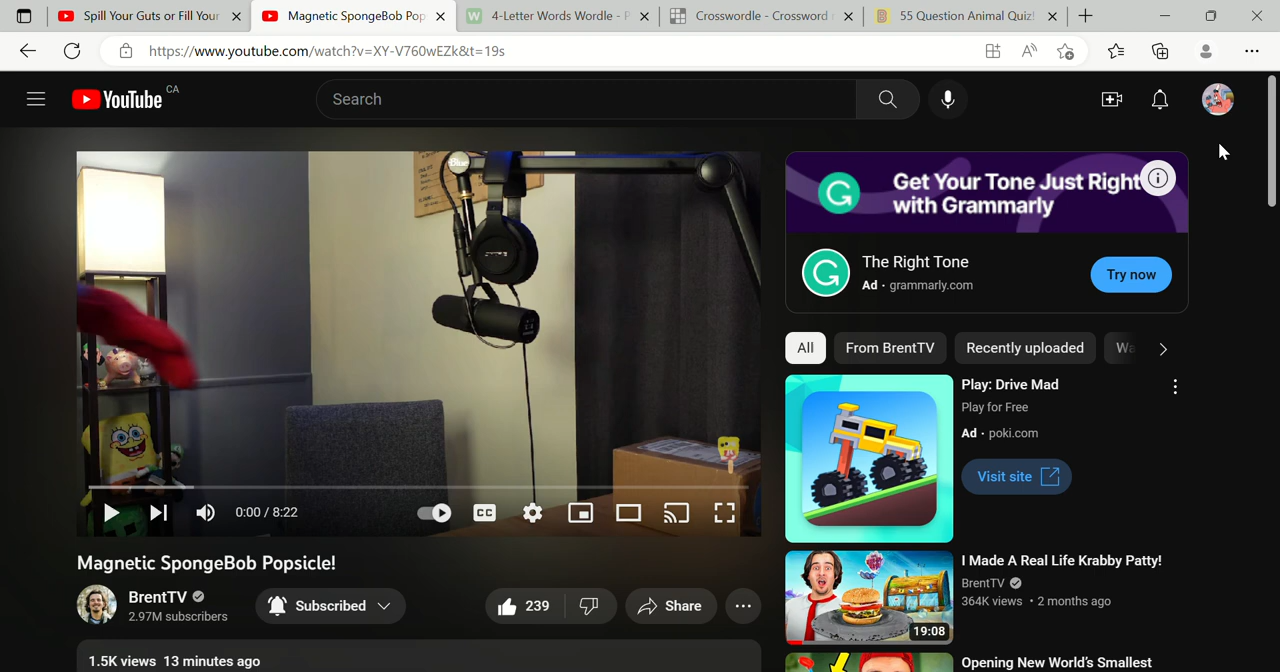 Spill Your Guts or Fill Your
Magnetic SpongeBob Pop
4-Letter Words Wordle - P
Crosswordle - Crossword
55 Question Animal Quiz!
https://www.youtube.com/watch?v=XY-V760wEZk&t=19s
YouTube CA
Search
Blue
Get Your Tone Just Right
with Grammarly
The Right Tone
Ad · grammarly.com
Try now
All
From BrentTV
Recently uploaded
Wa
Play: Drive Mad
Play for Free
Ad · poki.com
Visit site
0:00 / 8:22
CC
Magnetic SpongeBob Popsicle!
BrentTV
2.97M subscribers
Subscribed
239
Share
1.5K views 13 minutes ago
I Made A Real Life Krabby Patty!
BrentTV
364K views • 2 months ago
19:08
Opening New World's Smallest